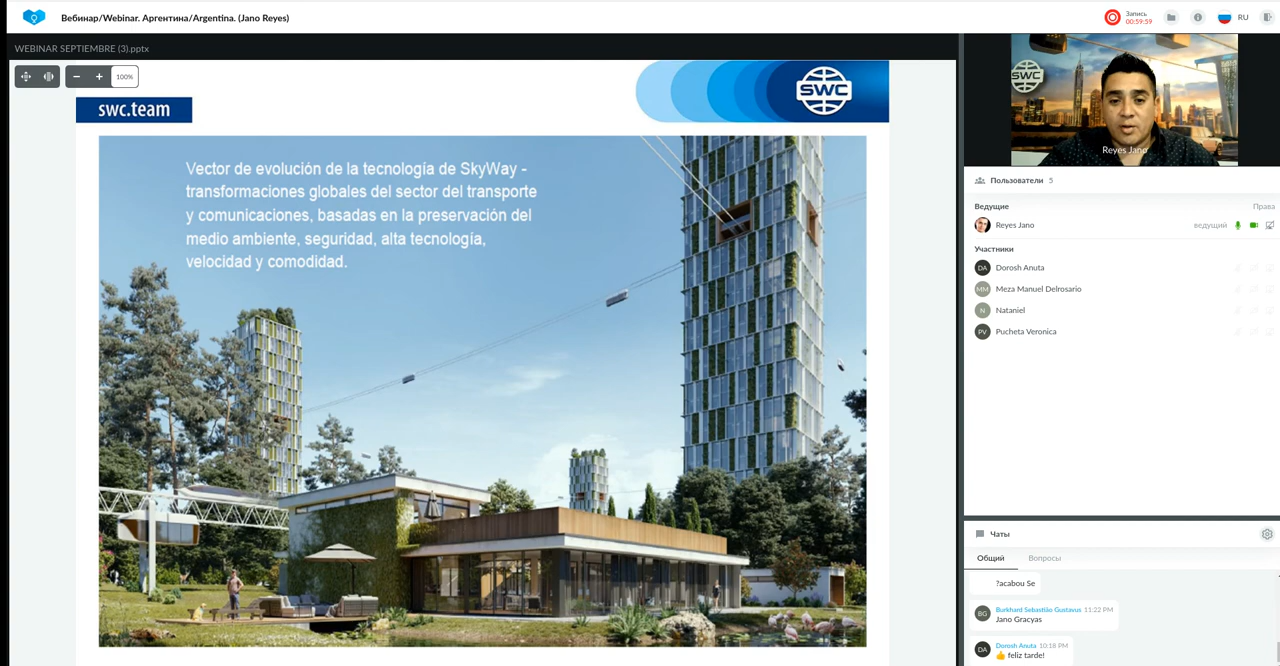 Вебинар/Webinar. Аргентина/Argentina. (Jano Reyes)
Запись
00:59:59
RU
WEBINAR SEPTIEMBRE (3).pptx
100%
swc.team
SWC
Vector de evolución de la tecnología de SkyWay -
transformaciones globales del sector del transporte
y comunicaciones, basadas en la preservación del
medio ambiente, seguridad, alta tecnología,
velocidad y comodidad.
SWC
Reyes Jano
Пользователи 5
Ведущие
Права
Reyes Jano
ведущий
Участники
DA
Dorosh Anuta
MM
Meza Manuel Delrosario
N
Nataniel
PV
Pucheta Veronica
Чаты
Общий
Вопросы
?acabou Se
BG
Burkhard Sebastião Gustavus 11:22 PM
Jano Gracyas
DA
Dorosh Anuta 10:18 PM
👍 feliz tarde!